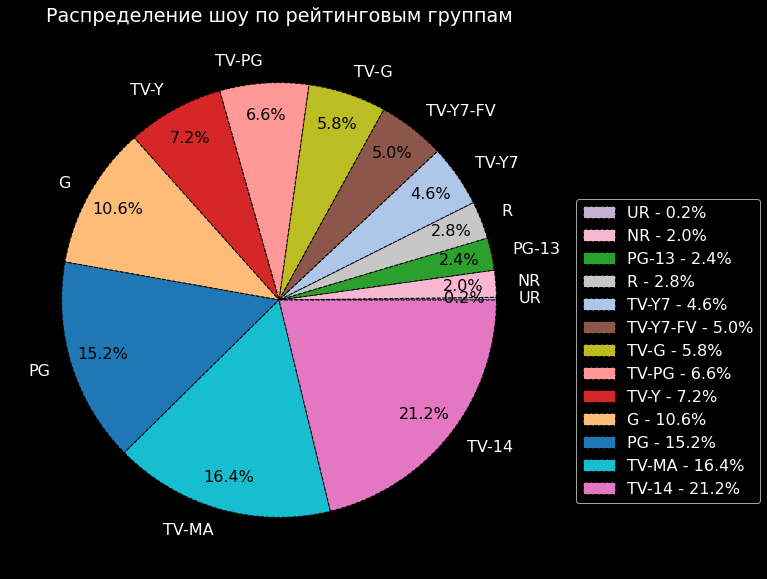 Распределение шоу по рейтинговым группам
TV-PG
TV-G
TV-Y
TV-Y7-FV
6.6%
5.8%
7.2%
5.0%
TV-Y7
G
4.6%
10.6%
R
2.8%
PG-13
2.4%
NR
2.0%
UR
0.2%
15.2%
PG
21.2%
TV-14
16.4%
TV-MA
UR - 0.2%
NR - 2.0%
PG-13 - 2.4%
R - 2.8%
TV-Y7 - 4.6%
TV-Y7-FV - 5.0%
TV-G - 5.8%
TV-PG - 6.6%
TV-Y - 7.2%
G - 10.6%
PG - 15.2%
TV-MA - 16.4%
TV-14 - 21.2%